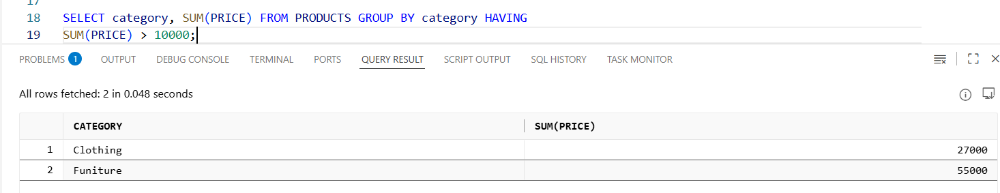 17
18 SELECT category, SUM(PRICE) FROM PRODUCTS GROUP BY category HAVING
19 SUM(PRICE) > 10000;
PROBLEMS 1 OUTPUT DEBUG CONSOLE TERMINAL PORTS QUERY RESULT SCRIPT OUTPUT SQL HISTORY TASK MONITOR
All rows fetched: 2 in 0.048 seconds
CATEGORY SUM(PRICE)
1 Clothing 27000
2 Funiture 55000